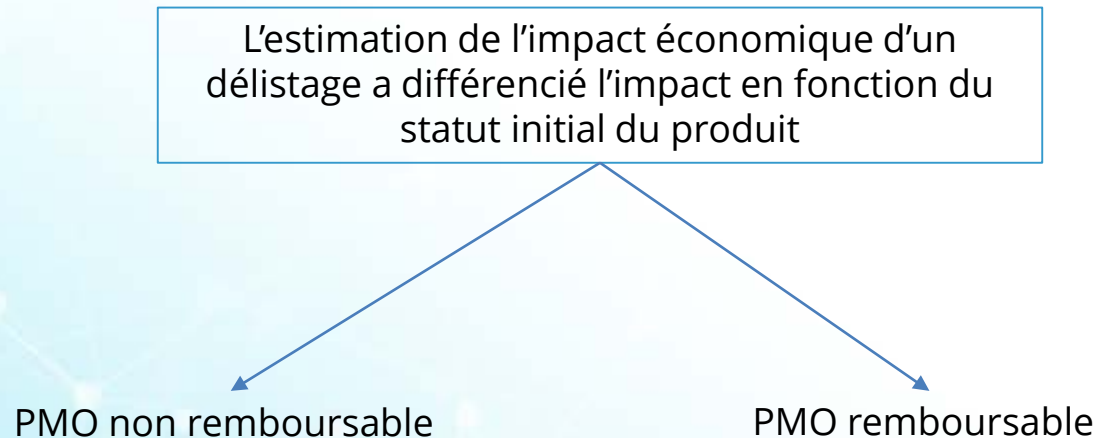 L’estimation de l’impact économique d’un
délistage a différencié l’impact en fonction du
statut initial du produit
PMO non remboursable
PMO remboursable